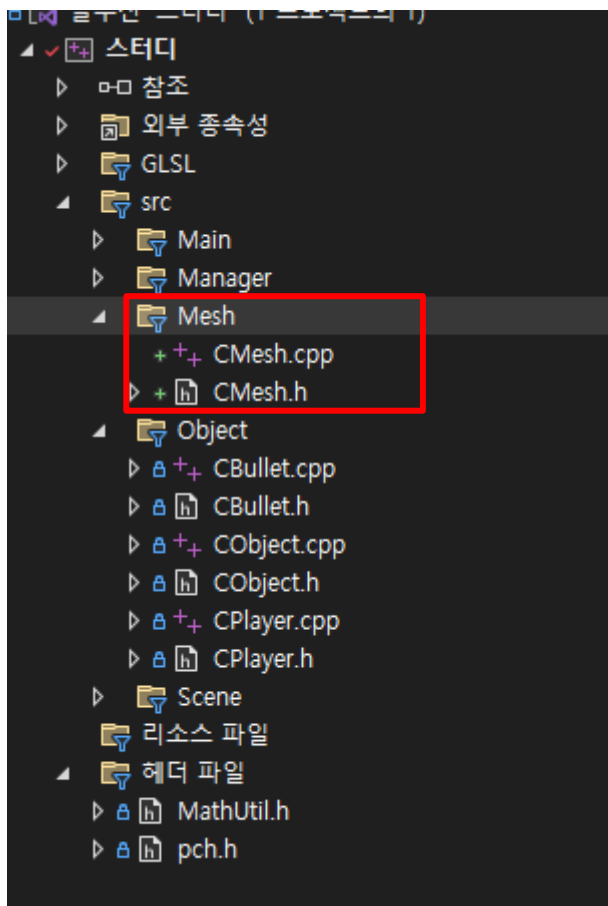 스터디
참조
외부 종속성
GLSL
src
Main
Manager
Mesh
CMesh.cpp
CMesh.h
Object
CBullet.cpp
CBullet.h
CObject.cpp
CObject.h
CPlayer.cpp
CPlayer.h
Scene
리소스 파일
헤더 파일
MathUtil.h
pch.h